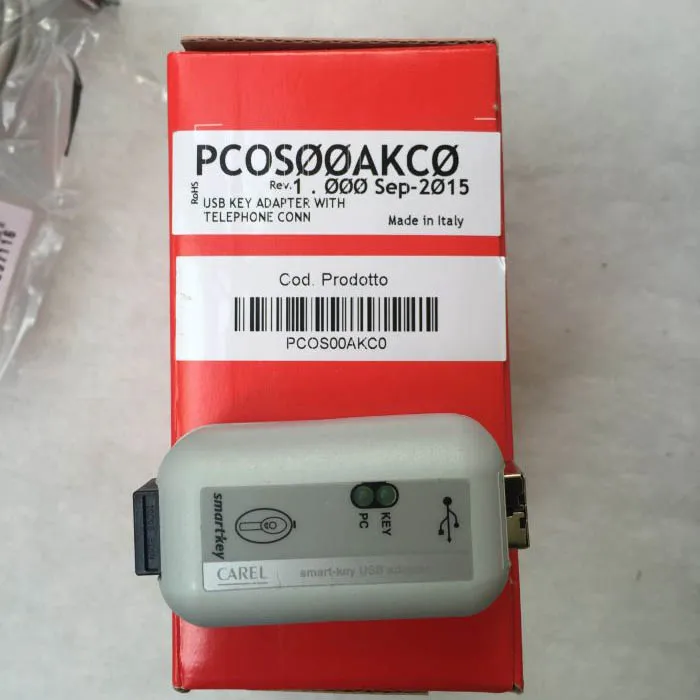 PCOS00AKC0
RoHS
Rev.1 . 000 Sep-2015
USB KEY ADAPTER WITH
TELEPHONE CONN
Made in Italy
Cod. Prodotto
PCOS00AKC0
smartkey
KEY
PC
CAREL
smart-key USB adapter